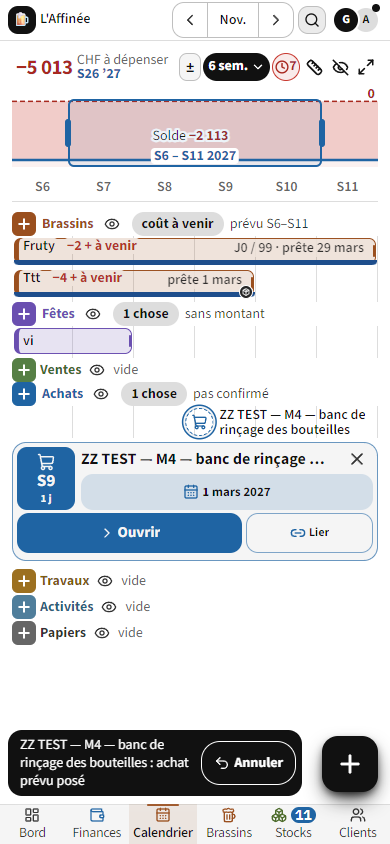 L'Affinée
Nov.
G
A
−5 013 CHF à dépenser
S26 ’27
±
6 sem.
7
0
Solde −2 113
S6 – S11 2027
S6 S7 S8 S9 S10 S11
Brassins coût à venir prévu S6–S11
Fruty −2 + à venir J0 / 99 · prête 29 mars
Ttt −4 + à venir prête 1 mars
Fêtes 1 chose sans montant
vi
Ventes vide
Achats 1 chose pas confirmé
ZZ TEST — M4 — banc de
rinçage des bouteilles
ZZ TEST — M4 — banc de rinçage …
S9
1 j
1 mars 2027
Ouvrir
Lier
Travaux vide
Activités vide
Papiers vide
ZZ TEST — M4 — banc de
rinçage des bouteilles : achat
prévu posé
Annuler
11
Bord Finances Calendrier Brassins Stocks Clients